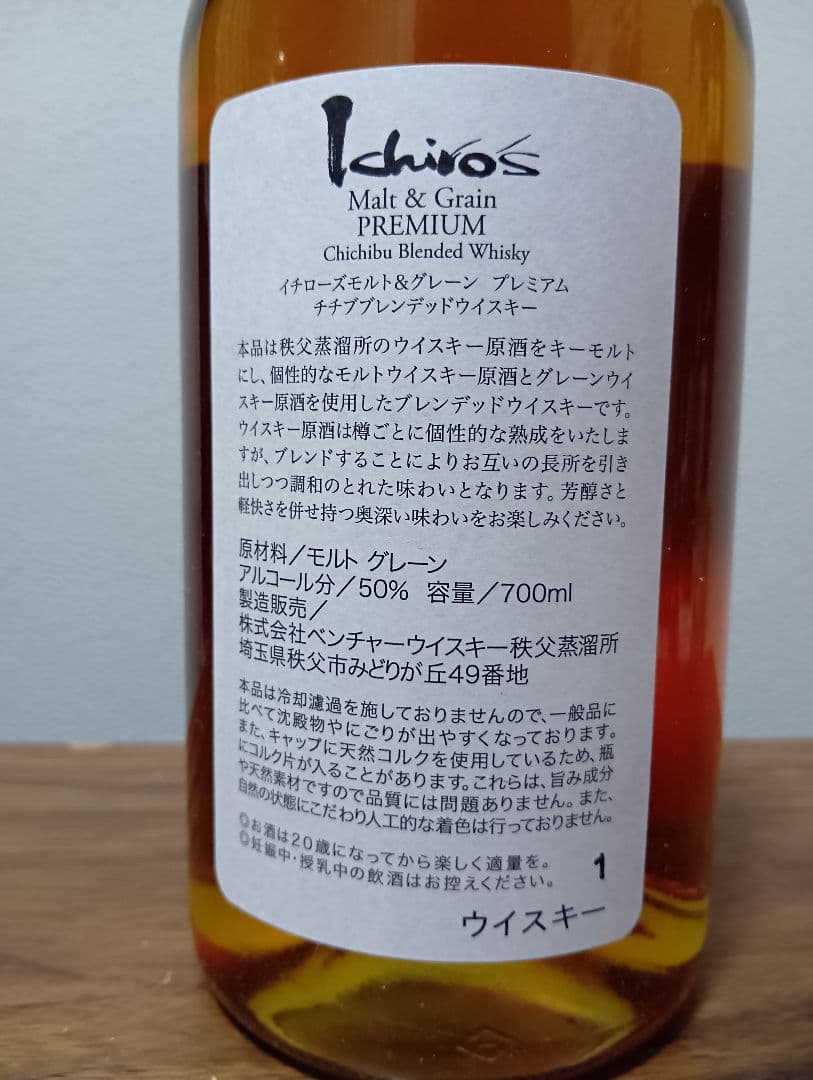 Ichiro's
Malt & Grain
PREMIUM
Chichibu Blended Whisky
イチローズモルト&グレーン プレミアム
チチブブレンデッドウイスキー
本品は秩父蒸溜所のウイスキー原酒をキーモルト
にし、個性的なモルトウイスキー原酒とグレーンウイ
スキー原酒を使用したブレンデッドウイスキーです。
ウイスキー原酒は樽ごとに個性的な熟成をいたしま
すが、ブレンドすることによりお互いの長所を引き
出しつつ調和のとれた味わいとなります。芳醇さと
軽快さを併せ持つ奥深い味わいをお楽しみください。
原材料/モルト グレーン
アルコール分/50% 容量/700ml
製造販売/
株式会社ベンチャーウイスキー秩父蒸溜所
埼玉県秩父市みどりが丘49番地
本品は冷却濾過を施しておりませんので、一般品に
比べて沈殿物やにごりが出やすくなっております。
また、キャップに天然コルクを使用しているため、瓶
にコルク片が入ることがあります。これらは、旨み成分
や天然素材ですので品質には問題ありません。また、
自然の状態にこだわり人工的な着色は行っておりません。
◎お酒は20歳になってから楽しく適量を。
◎妊娠中・授乳中の飲酒はお控えください。
1
ウイスキー